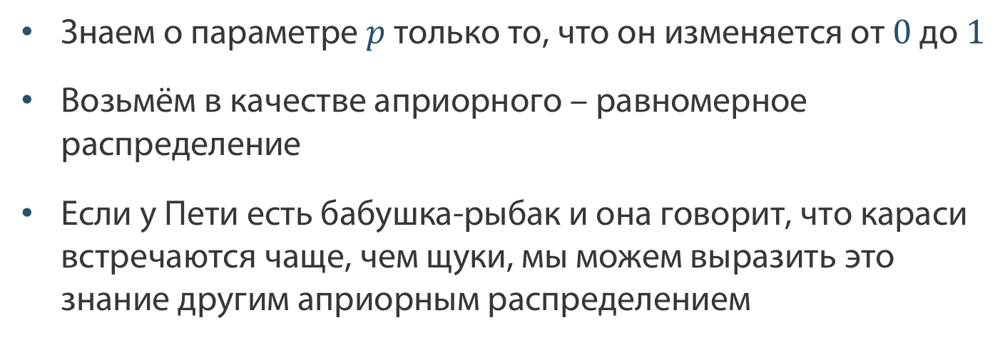 • Знаем о параметре p только то, что он изменяется от 0 до 1
• Возьмём в качестве априорного – равномерное
распределение
• Если у Пети есть бабушка-рыбак и она говорит, что караси
встречаются чаще, чем щуки, мы можем выразить это
знание другим априорным распределением